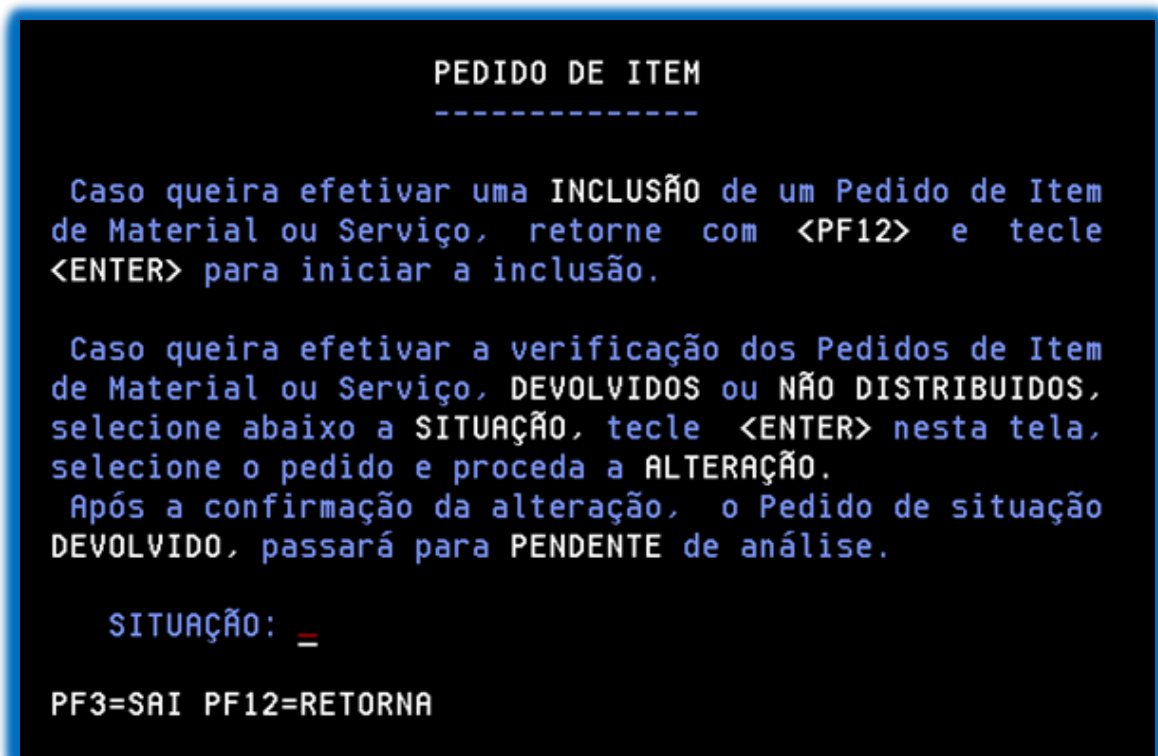 PEDIDO DE ITEM
--------------
Caso queira efetivar uma INCLUSÃO de um Pedido de Item
de Material ou Serviço, retorne com <PF12> e tecle
<ENTER> para iniciar a inclusão.
Caso queira efetivar a verificação dos Pedidos de Item
de Material ou Serviço, DEVOLVIDOS ou NÃO DISTRIBUIDOS,
selecione abaixo a SITUAÇÃO, tecle <ENTER> nesta tela,
selecione o pedido e proceda a ALTERAÇÃO.
Após a confirmação da alteração, o Pedido de situação
DEVOLVIDO, passará para PENDENTE de análise.
SITUAÇÃO: _
PF3=SAI PF12=RETORNA